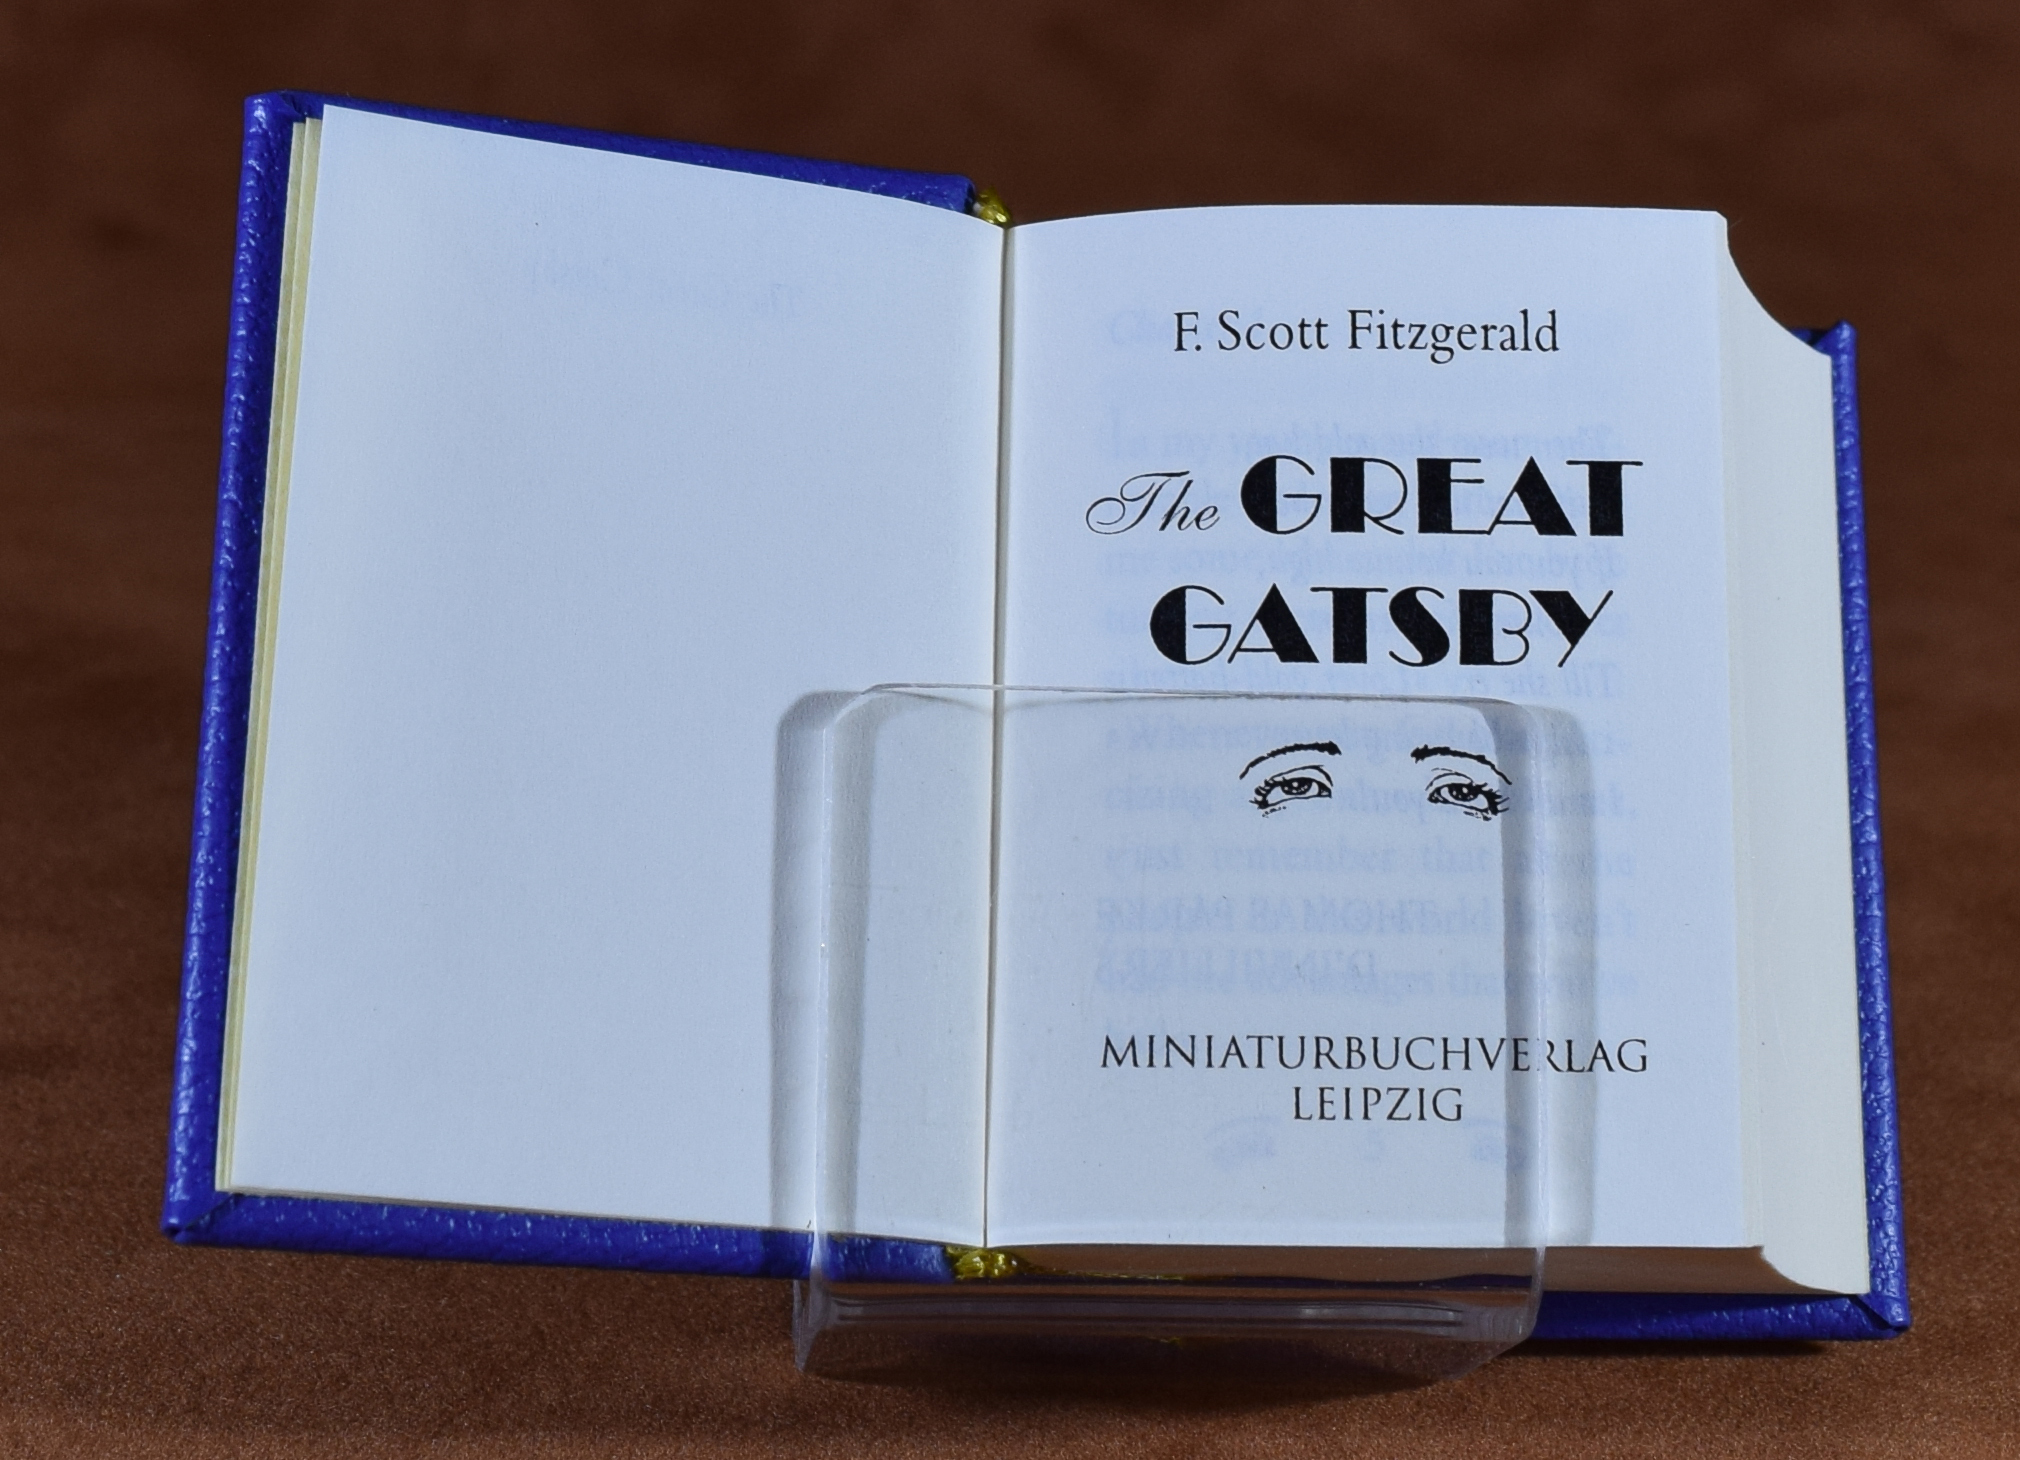 F. Scott Fitzgerald
The GREAT
GATSBY
MINIATURBUCHVERLAG
LEIPZIG